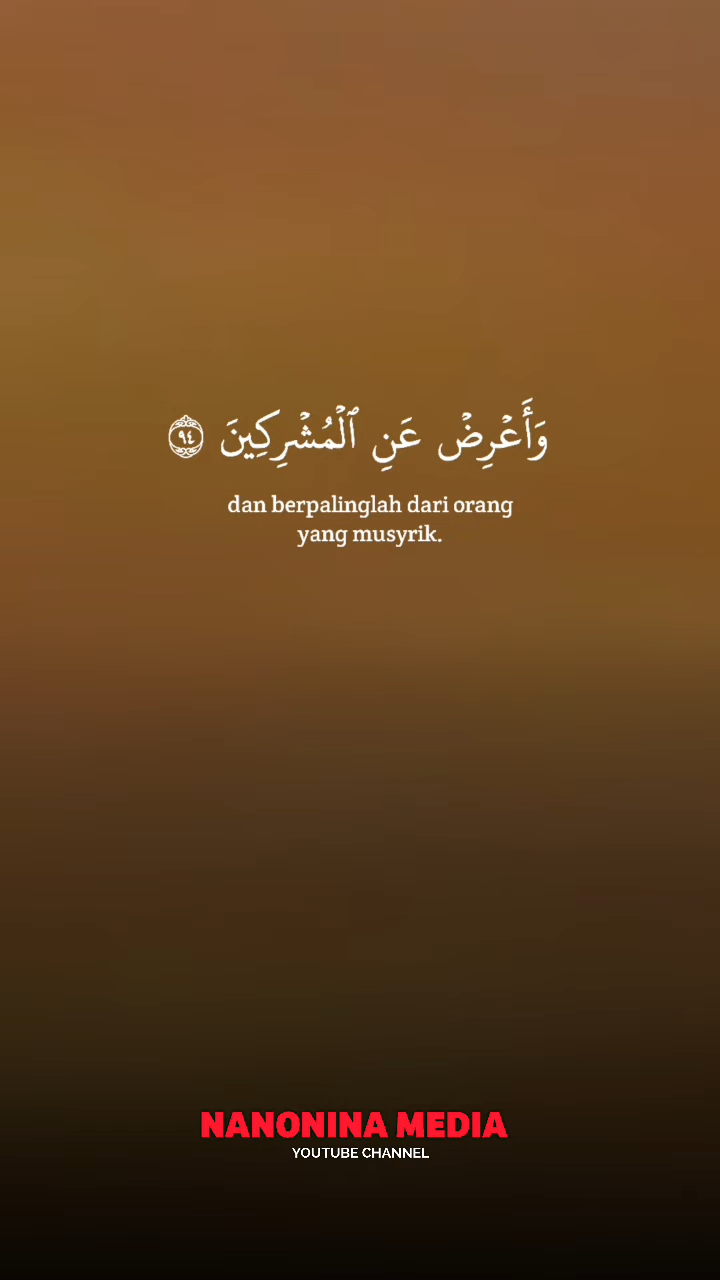 وَأَعۡرِضۡ عَنِ ٱلۡمُشۡرِكِينَ ٩٤
dan berpalinglah dari orang
yang musyrik.
NANONINA MEDIA
YOUTUBE CHANNEL